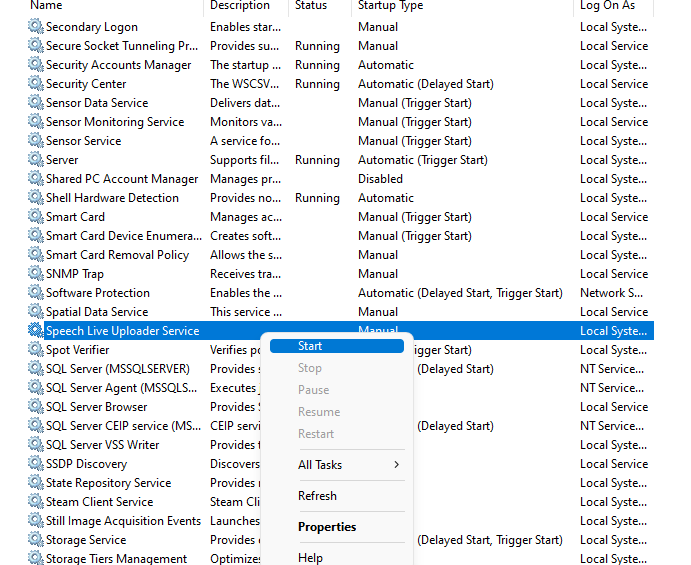 Name Description Status Startup Type Log On As
Secondary Logon Enables star... Manual Local Syste...
Secure Socket Tunneling Pr... Provides su... Running Manual Local Service
Security Accounts Manager The startup ... Running Automatic Local Syste...
Security Center The WSCSV... Running Automatic (Delayed Start) Local Service
Sensor Data Service Delivers dat... Manual (Trigger Start) Local Syste...
Sensor Monitoring Service Monitors va... Manual (Trigger Start) Local Service
Sensor Service A service fo... Manual (Trigger Start) Local Syste...
Server Supports fil... Running Automatic (Trigger Start) Local Syste...
Shared PC Account Manager Manages pr... Disabled Local Syste...
Shell Hardware Detection Provides no... Running Automatic Local Syste...
Smart Card Manages ac... Manual (Trigger Start) Local Service
Smart Card Device Enumera... Creates soft... Manual (Trigger Start) Local Syste...
Smart Card Removal Policy Allows the s... Manual Local Syste...
SNMP Trap Receives tra... Manual Local Service
Software Protection Enables the ... Automatic (Delayed Start, Trigger Start) Network S...
Spatial Data Service This service ... Manual Local Service
Speech Live Uploader Service Manual Local Syste...
Start
Spot Verifier Verifies po gger Start) Local Syste...
SQL Server (MSSQLSERVER) Provides s (Delayed Start) NT Service...
Stop
SQL Server Agent (MSSQLS... Executes j NT Service...
Pause
SQL Server Browser Provides S Local Service
Resume
SQL Server CEIP service (MS... CEIP servic (Delayed Start) NT Service...
Restart
SQL Server VSS Writer Provides t Local Syste...
SSDP Discovery Discovers Local Service
All Tasks
State Repository Service Provides r Local Syste...
Refresh
Steam Client Service Steam Cli Local Syste...
Still Image Acquisition Events Launches Local Syste...
Properties
Storage Service Provides e (Delayed Start, Trigger Start) Local Syste...
Storage Tiers Management Optimizes Local Syste...
Help